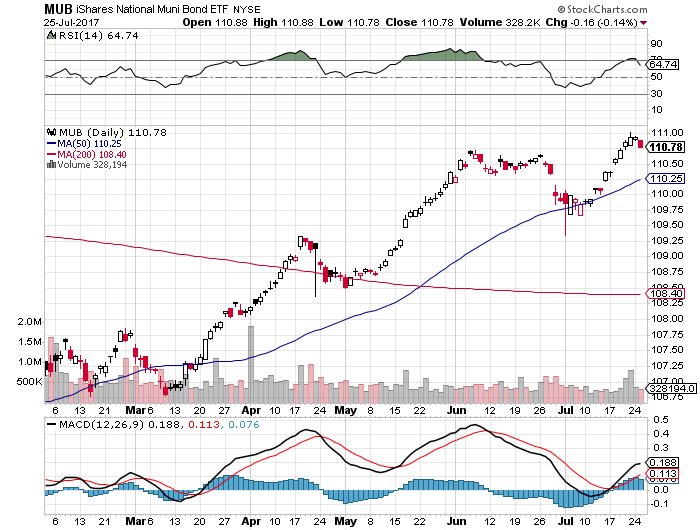 MUB iShares National Muni Bond ETF NYSE © StockCharts.com
25-Jul-2017 Open 110.88 High 110.88 Low 110.78 Close 110.78 Volume 328.2K Chg -0.16 (-0.14%)
RSI(14) 64.74
90
70
64.74
50
30
10
MUB (Daily) 110.78
MA(50) 110.25
MA(200) 108.40
Volume 328,194
111.00
110.78
110.50
110.25
110.00
109.75
109.50
109.25
109.00
108.75
108.50
108.40
108.25
108.00
107.75
107.50
107.25
107.00
106.75
2.0M
1.5M
1.0M
500K
328194.0
6 13 20 Mar 13 20 27 Apr 10 17 24 May 8 15 22 Jun 12 19 26 Jul 10 17 24
MACD(12,26,9) 0.188, 0.113, 0.076
0.5
0.4
0.3
0.188
0.113
0.0
-0.1
6 13 20 Mar 13 20 27 Apr 10 17 24 May 8 15 22 Jun 12 19 26 Jul 10 17 24